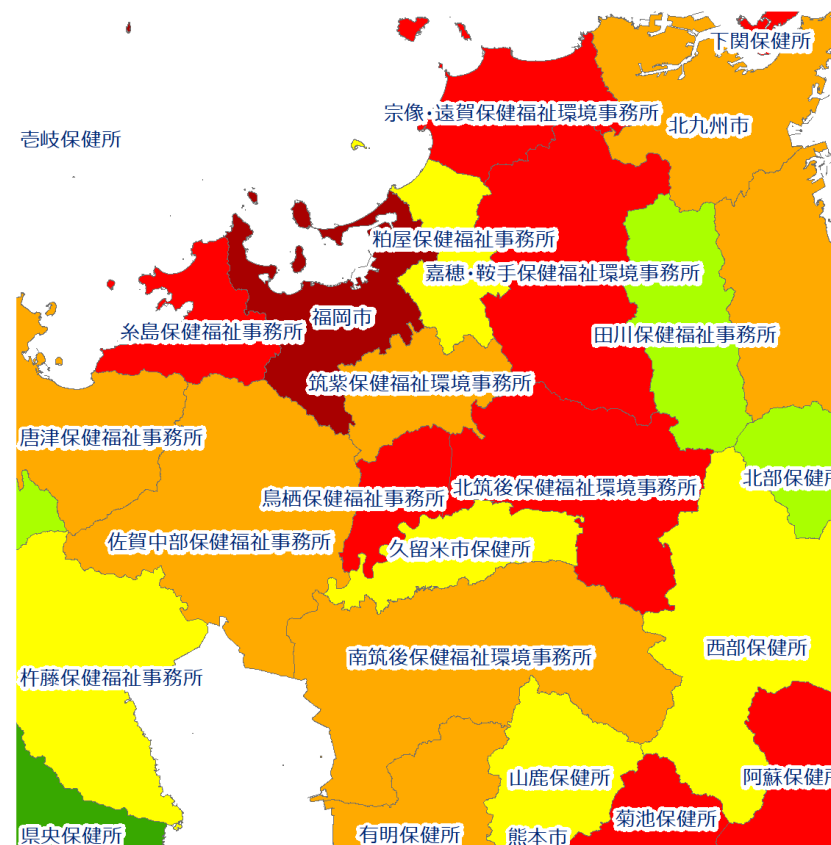 下関保健所
宗像・遠賀保健福祉環境事務所
北九州市
壱岐保健所
粕屋保健福祉事務所
嘉穂・鞍手保健福祉環境事務所
福岡市
糸島保健福祉事務所
田川保健福祉事務所
筑紫保健福祉環境事務所
唐津保健福祉事務所
北部保健所
鳥栖保健福祉事務所
北筑後保健福祉環境事務所
佐賀中部保健福祉事務所
久留米市保健所
西部保健所
南筑後保健福祉環境事務所
杵藤保健福祉事務所
山鹿保健所
阿蘇保健所
菊池保健所
県央保健所
有明保健所
熊本市